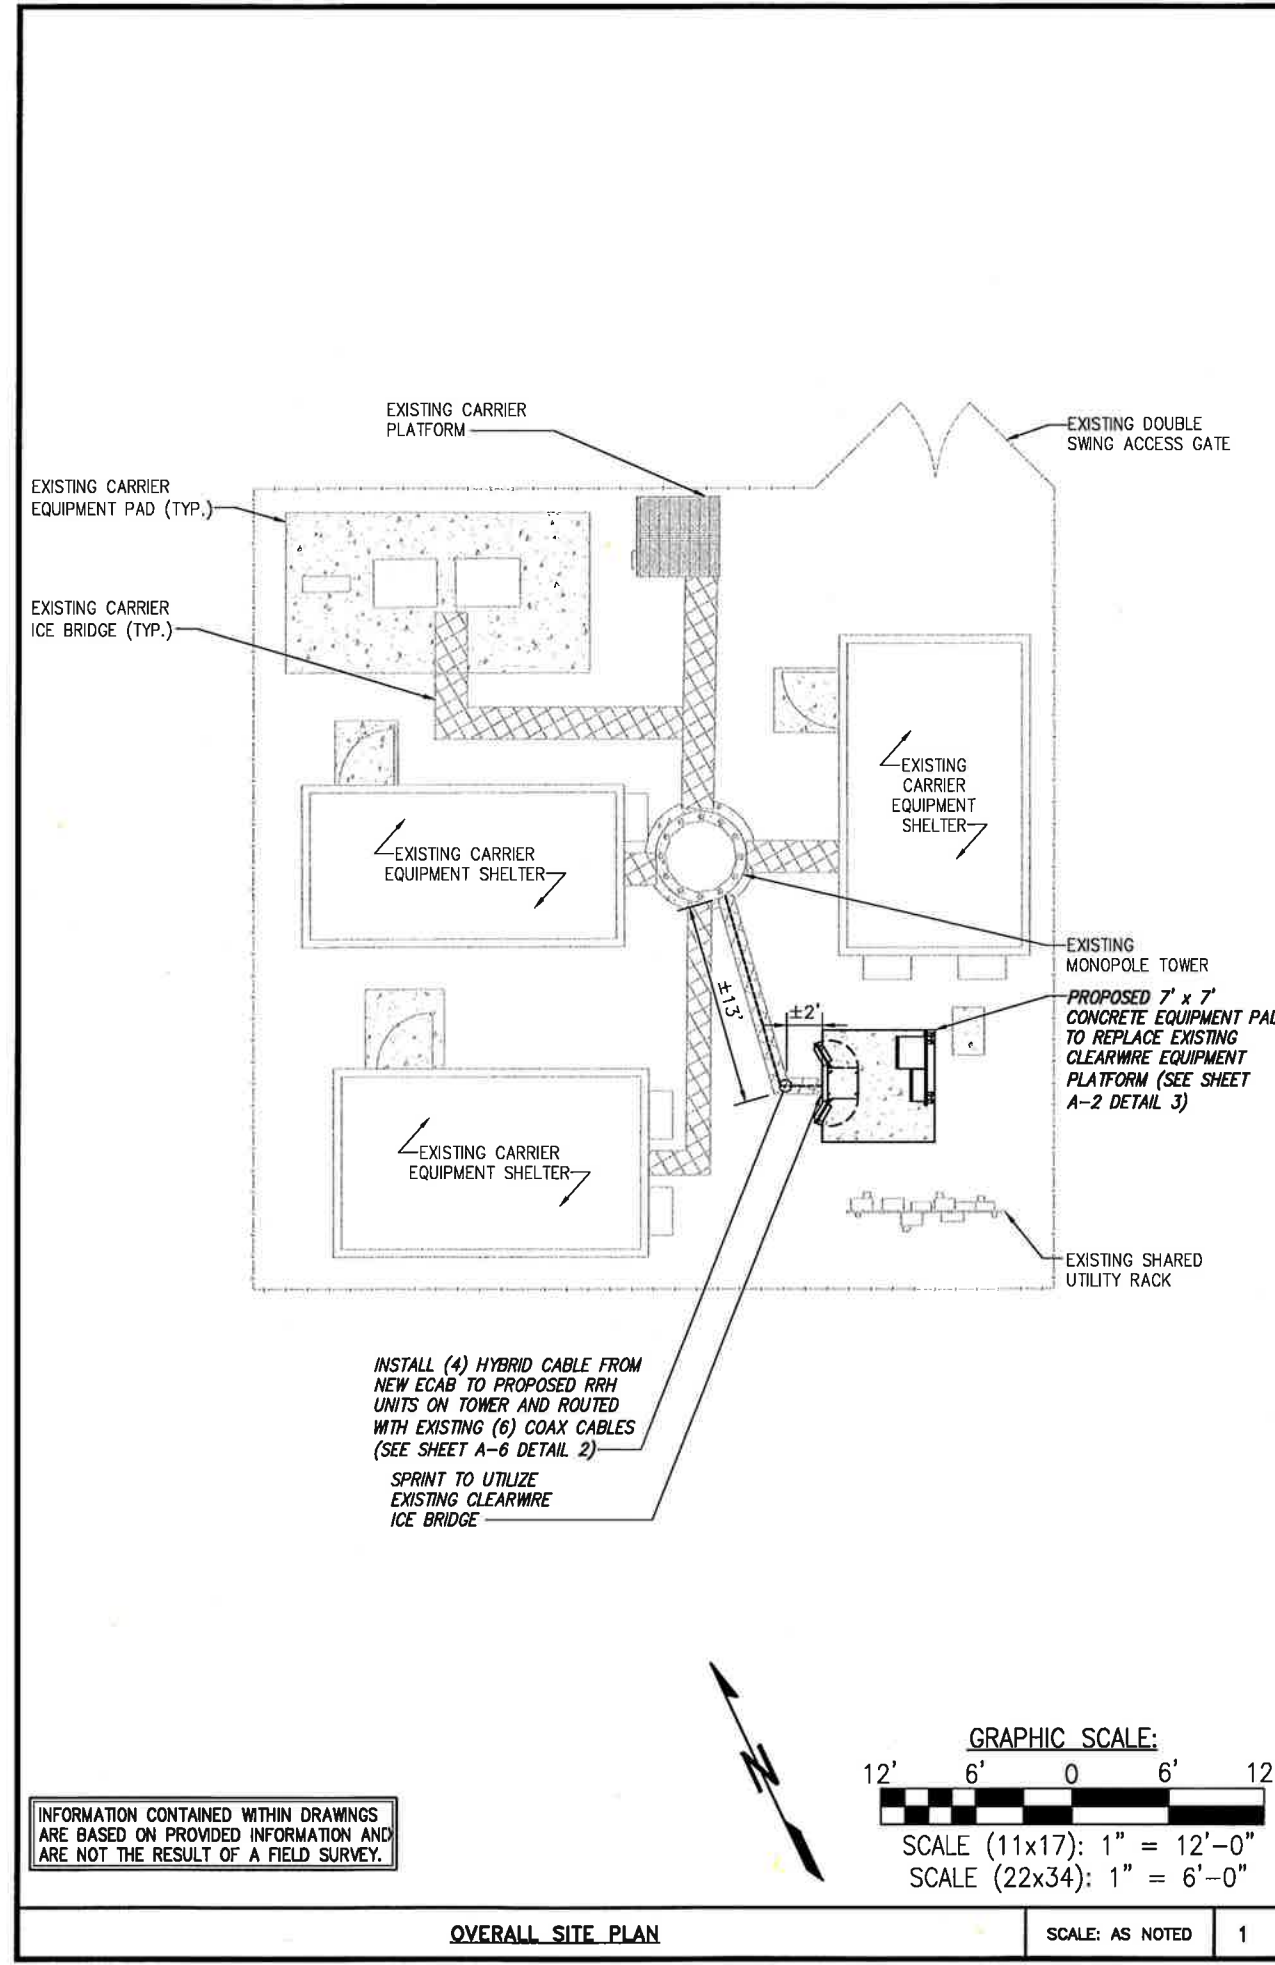 EXISTING CARRIER
PLATFORM
EXISTING DOUBLE
SWING ACCESS GATE
EXISTING CARRIER
EQUIPMENT PAD (TYP.)
EXISTING CARRIER
ICE BRIDGE (TYP.)
EXISTING
CARRIER
EQUIPMENT
SHELTER
EXISTING CARRIER
EQUIPMENT SHELTER
EXISTING
MONOPOLE TOWER
PROPOSED 7' x 7'
CONCRETE EQUIPMENT PAD
TO REPLACE EXISTING
CLEARWIRE EQUIPMENT
PLATFORM (SEE SHEET
A-2 DETAIL 3)
±13'
±2'
EXISTING CARRIER
EQUIPMENT SHELTER
EXISTING SHARED
UTILITY RACK
INSTALL (4) HYBRID CABLE FROM
NEW ECAB TO PROPOSED RRH
UNITS ON TOWER AND ROUTED
WITH EXISTING (6) COAX CABLES
(SEE SHEET A-6 DETAIL 2)
SPRINT TO UTILIZE
EXISTING CLEARWIRE
ICE BRIDGE
N
GRAPHIC SCALE:
12' 6' 0 6' 12
SCALE (11x17): 1" = 12'-0"
SCALE (22x34): 1" = 6'-0"
INFORMATION CONTAINED WITHIN DRAWINGS
ARE BASED ON PROVIDED INFORMATION AND
ARE NOT THE RESULT OF A FIELD SURVEY.
OVERALL SITE PLAN
SCALE: AS NOTED
1